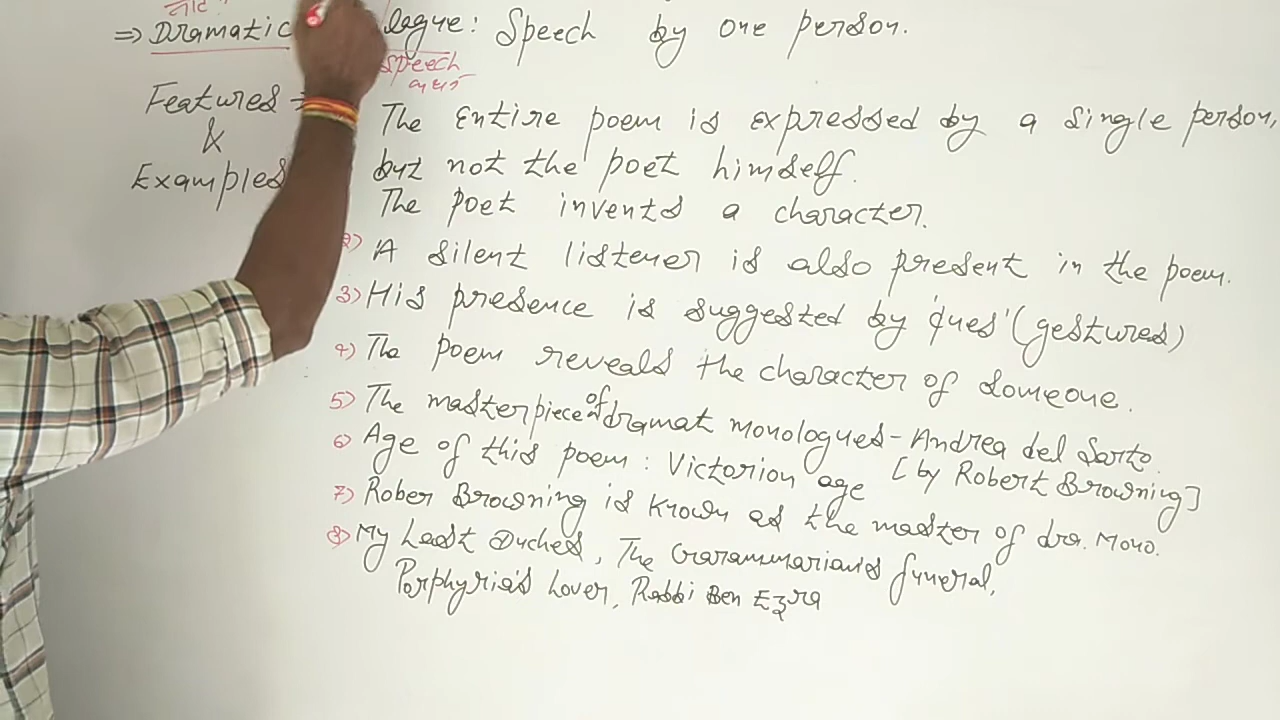 ⇒ Dramatic logue: Speech by one person.
speech
Features =
&
Examples
The Entire poem is expressed by a single person,
but not the poet himself.
The poet invents a character.
2) A silent listener is also present in the poem.
3) His presence is suggested by 'ques' (gestures)
4) The poem reveals the character of someone.
5) The masterpiece of dramat monologues - Andrea del Sarto.
[by Robert Browning]
6) Age of this poem: Victorion age
7) Rober Browning is known as the master of dra. Mono.
8) My Last Duches, The Grarammarian's funeral,
Porphyria's Lover, Rabbi Ben Ezra